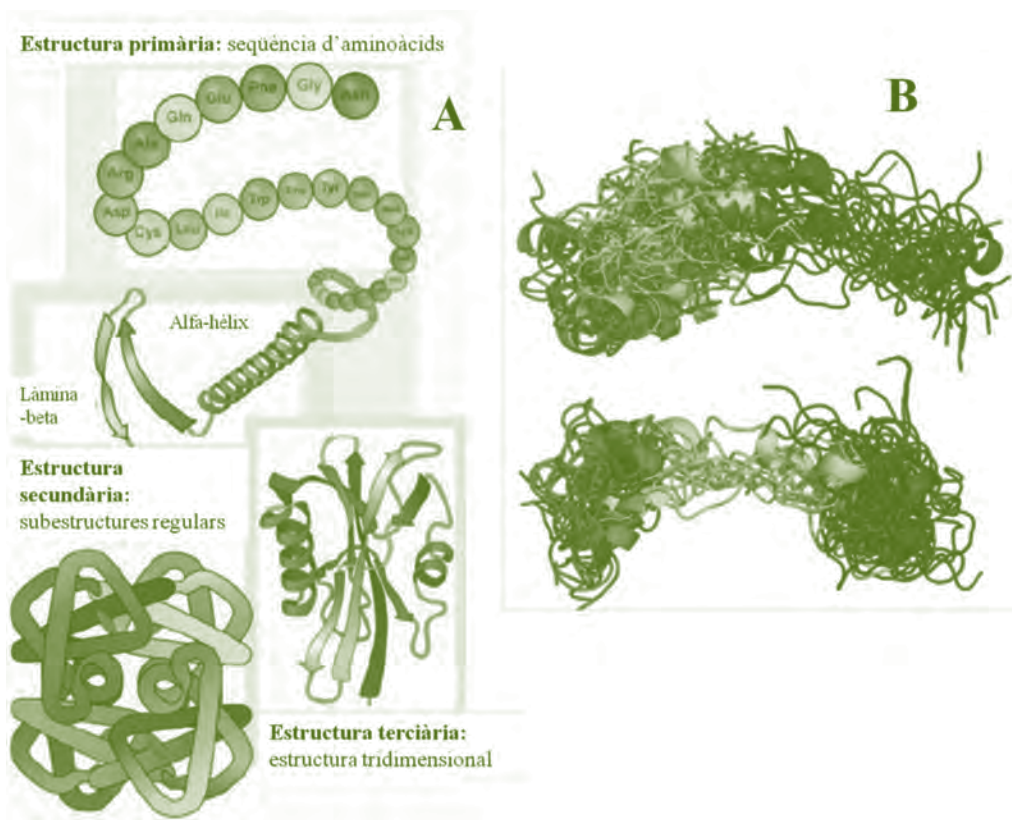 Estructura primària: seqüència d'aminoàcids
A
B
Asn
Gly
Phe
Glu
Gln
Ala
Arg
Asp
Cys
Leu
Ile
Trp
Tyr
Alfa-hèlix
Làmina
-beta
Estructura
secundària:
subestructures regulars
Estructura terciària:
estructura tridimensional